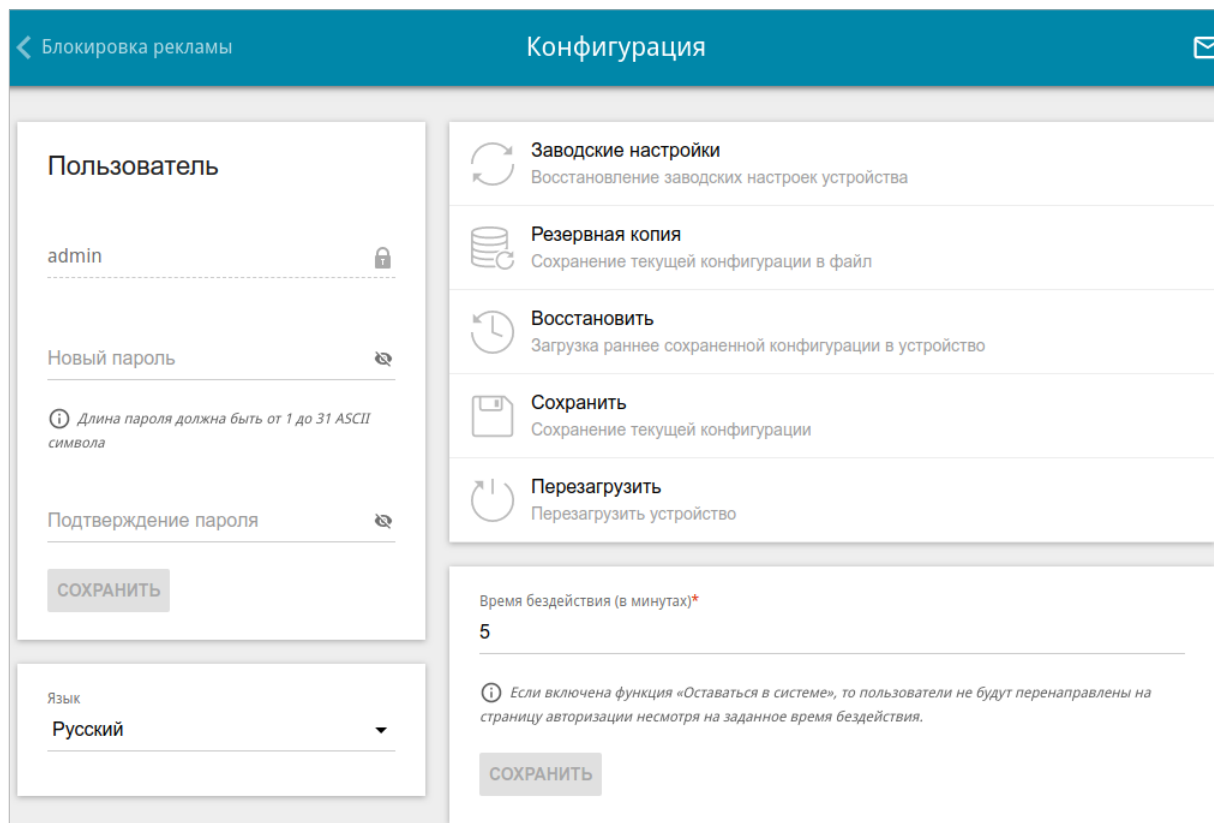 Блокировка рекламы
Конфигурация
Пользователь
admin
Новый пароль
Длина пароля должна быть от 1 до 31 ASCII
символа
Подтверждение пароля
СОХРАНИТЬ
Язык
Русский
Заводские настройки
Восстановление заводских настроек устройства
Резервная копия
Сохранение текущей конфигурации в файл
Восстановить
Загрузка раннее сохраненной конфигурации в устройство
Сохранить
Сохранение текущей конфигурации
Перезагрузить
Перезагрузить устройство
Время бездействия (в минутах)*
5
Если включена функция «Оставаться в системе», то пользователи не будут перенаправлены на
страницу авторизации несмотря на заданное время бездействия.
СОХРАНИТЬ